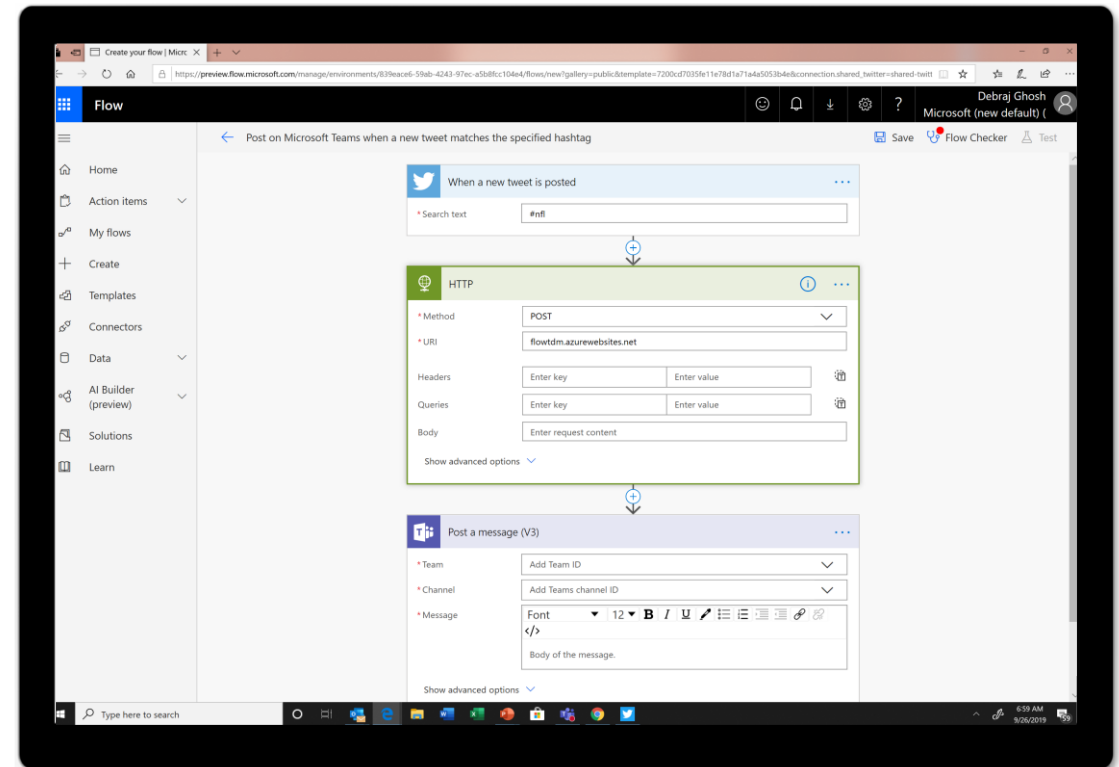 Create your flow | Micrc
https://preview.flow.microsoft.com/manage/environments/839eace6-59ab-4243-97ec-a5b8fcc104e4/flows/new?gallery=public&template=7200cd7035fe11e78d1a71a4a5053b4e&connection.shared_twitter=shared-twitt
Flow
?
Debraj Ghosh
Microsoft (new default) (
Post on Microsoft Teams when a new tweet matches the specified hashtag
Save
Flow Checker
Test
Home
Action items
My flows
Create
Templates
Connectors
Data
AI Builder
(preview)
Solutions
Learn
When a new tweet is posted
* Search text
#nfl
HTTP
* Method
POST
* URI
flowtdm.azurewebsites.net
Headers
Enter key
Enter value
Queries
Enter key
Enter value
Body
Enter request content
Show advanced options
Post a message (V3)
* Team
Add Team ID
* Channel
Add Teams channel ID
* Message
Font 12 B I U
</>
Body of the message.
Show advanced options
Type here to search
6:59 AM
9/26/2019
59